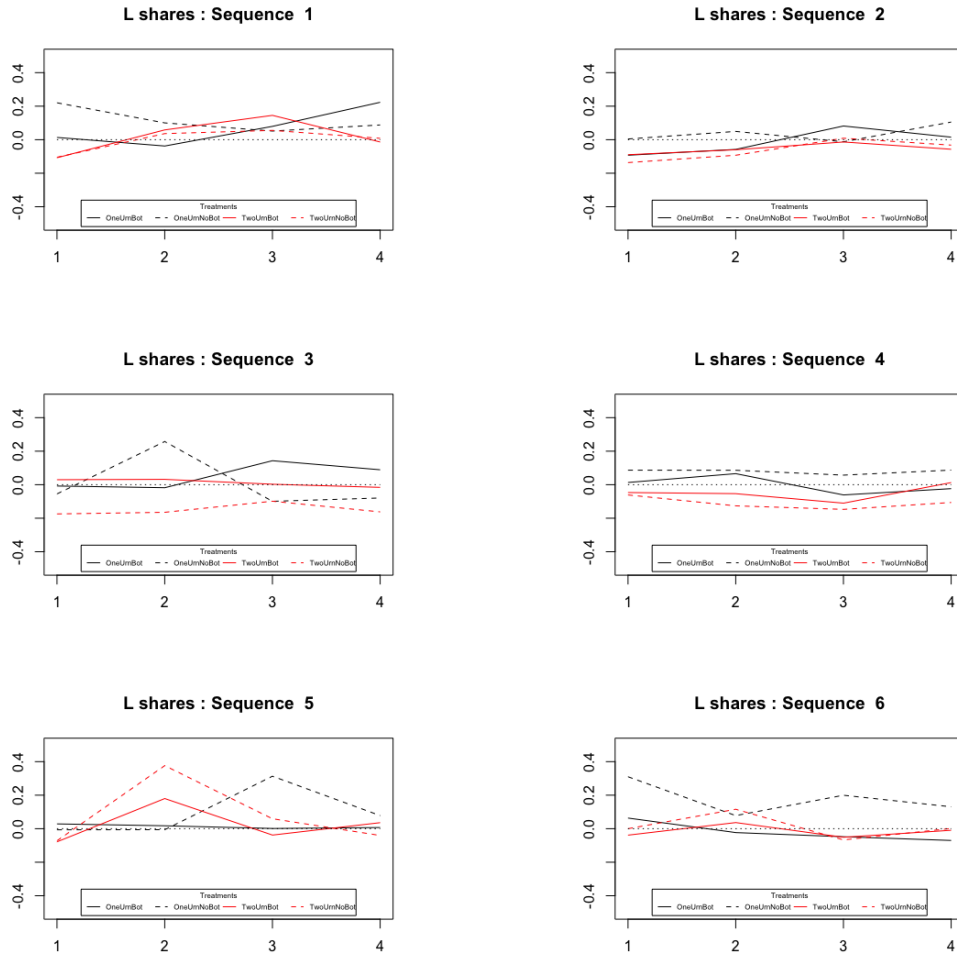 L shares : Sequence 1
0.4
0.2
0.0
-0.4
Treatments
OneUrnBot OneUrnNoBot TwoUrnBot TwoUrnNoBot
1 2 3 4
L shares : Sequence 2
0.4
0.2
0.0
-0.4
Treatments
OneUrnBot OneUrnNoBot TwoUrnBot TwoUrnNoBot
1 2 3 4
L shares : Sequence 3
0.4
0.2
0.0
-0.4
Treatments
OneUrnBot OneUrnNoBot TwoUrnBot TwoUrnNoBot
1 2 3 4
L shares : Sequence 4
0.4
0.2
0.0
-0.4
Treatments
OneUrnBot OneUrnNoBot TwoUrnBot TwoUrnNoBot
1 2 3 4
L shares : Sequence 5
0.4
0.2
0.0
-0.4
Treatments
OneUrnBot OneUrnNoBot TwoUrnBot TwoUrnNoBot
1 2 3 4
L shares : Sequence 6
0.4
0.2
0.0
-0.4
Treatments
OneUrnBot OneUrnNoBot TwoUrnBot TwoUrnNoBot
1 2 3 4